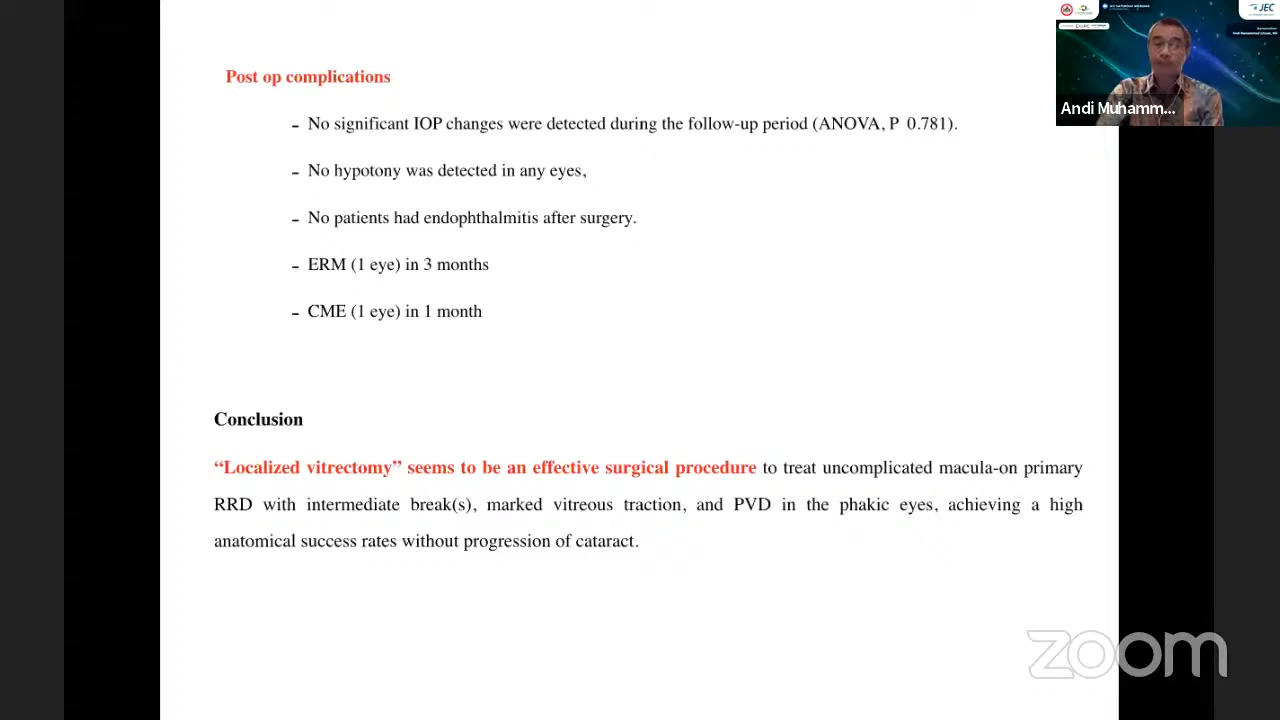 Post op complications
- No significant IOP changes were detected during the follow-up period (ANOVA, P 0.781).
- No hypotony was detected in any eyes,
- No patients had endophthalmitis after surgery.
- ERM (1 eye) in 3 months
- CME (1 eye) in 1 month
Conclusion
“Localized vitrectomy” seems to be an effective surgical procedure to treat uncomplicated macula-on primary
RRD with intermediate break(s), marked vitreous traction, and PVD in the phakic eyes, achieving a high
anatomical success rates without progression of cataract.
JEC
Andi Muhamm...
zoom